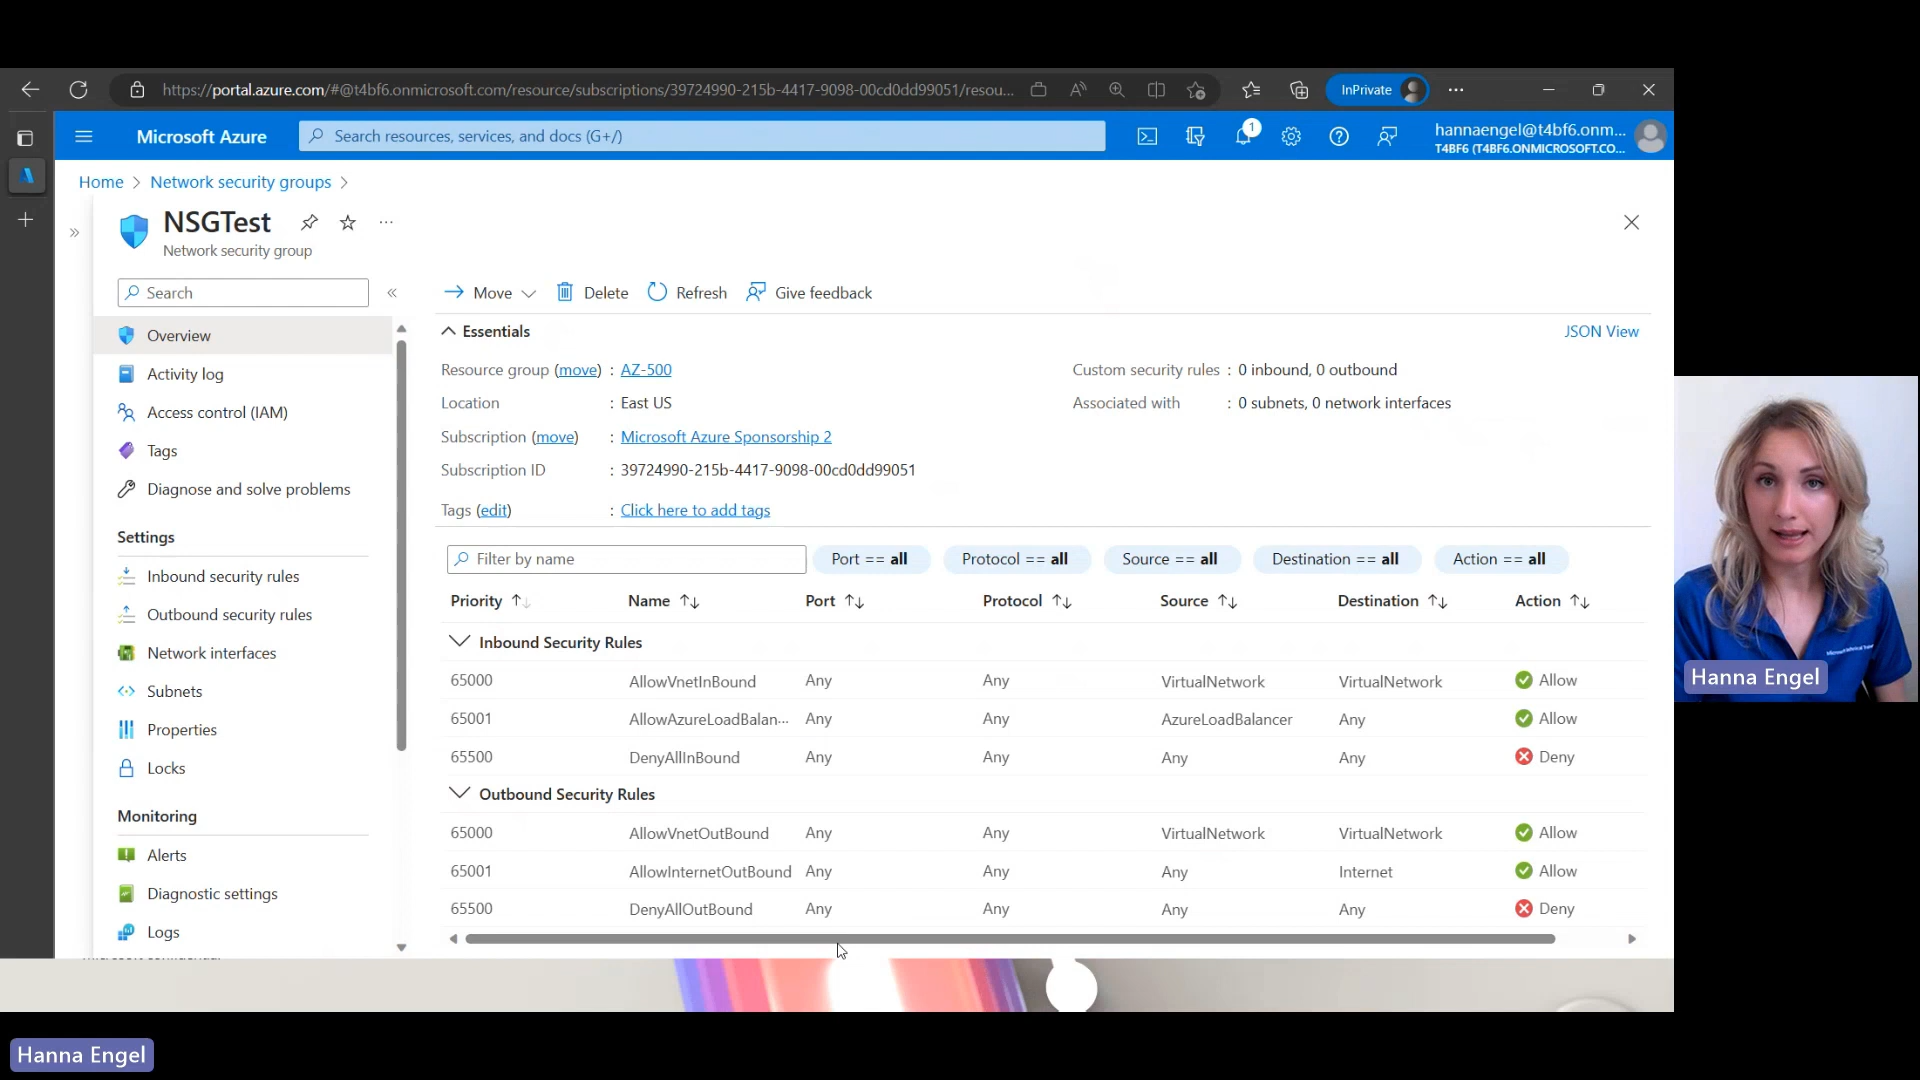 https://portal.azure.com/#@t4bf6.onmicrosoft.com/resource/subscriptions/39724990-215b-4417-9098-00cd0dd99051/resou...
InPrivate
Microsoft Azure
Search resources, services, and docs (G+/)
1
hannaengel@t4bf6.onm...
T4BF6 (T4BF6.ONMICROSOFT.CO...
Home > Network security groups >
NSGTest
Network security group
Search
Move
Delete
Refresh
Give feedback
Overview
Activity log
Access control (IAM)
Tags
Diagnose and solve problems
Settings
Inbound security rules
Outbound security rules
Network interfaces
Subnets
Properties
Locks
Monitoring
Alerts
Diagnostic settings
Logs
Essentials
JSON View
Resource group (move) : AZ-500
Location : East US
Subscription (move) : Microsoft Azure Sponsorship 2
Subscription ID : 39724990-215b-4417-9098-00cd0dd99051
Tags (edit) : Click here to add tags
Custom security rules : 0 inbound, 0 outbound
Associated with : 0 subnets, 0 network interfaces
Filter by name
Port == all
Protocol == all
Source == all
Destination == all
Action == all
Priority Name Port Protocol Source Destination Action
Inbound Security Rules
65000 AllowVnetInBound Any Any VirtualNetwork VirtualNetwork Allow
65001 AllowAzureLoadBalan... Any Any AzureLoadBalancer Any Allow
65500 DenyAllInBound Any Any Any Any Deny
Outbound Security Rules
65000 AllowVnetOutBound Any Any VirtualNetwork VirtualNetwork Allow
65001 AllowInternetOutBound Any Any Any Internet Allow
65500 DenyAllOutBound Any Any Any Any Deny
Hanna Engel
Hanna Engel